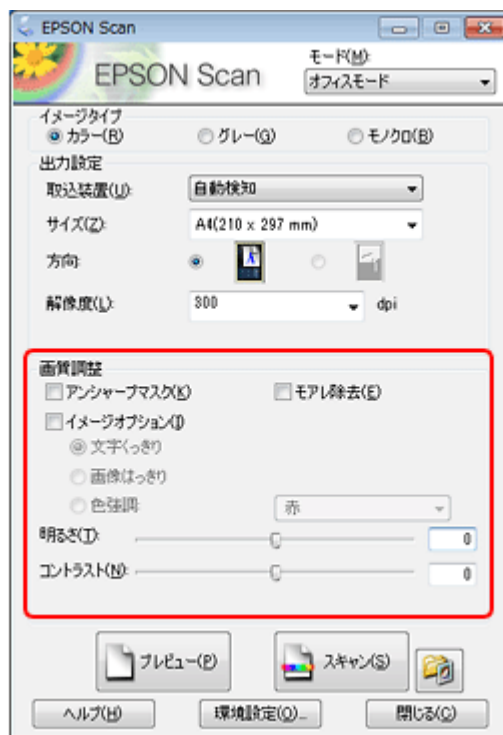 EPSON Scan
EPSON Scan
モード(M):
オフィスモード
イメージタイプ
カラー(R) グレー(G) モノクロ(B)
出力設定
取込装置(U): 自動検知
サイズ(Z): A4(210 x 297 mm)
方向:
解像度(L): 300 dpi
画質調整
アンシャープマスク(K) モアレ除去(E)
イメージオプション(I)
文字くっきり
画像はっきり
色強調: 赤
明るさ(T): 0
コントラスト(N): 0
プレビュー(P) スキャン(S)
ヘルプ(H) 環境設定(O)... 閉じる(C)